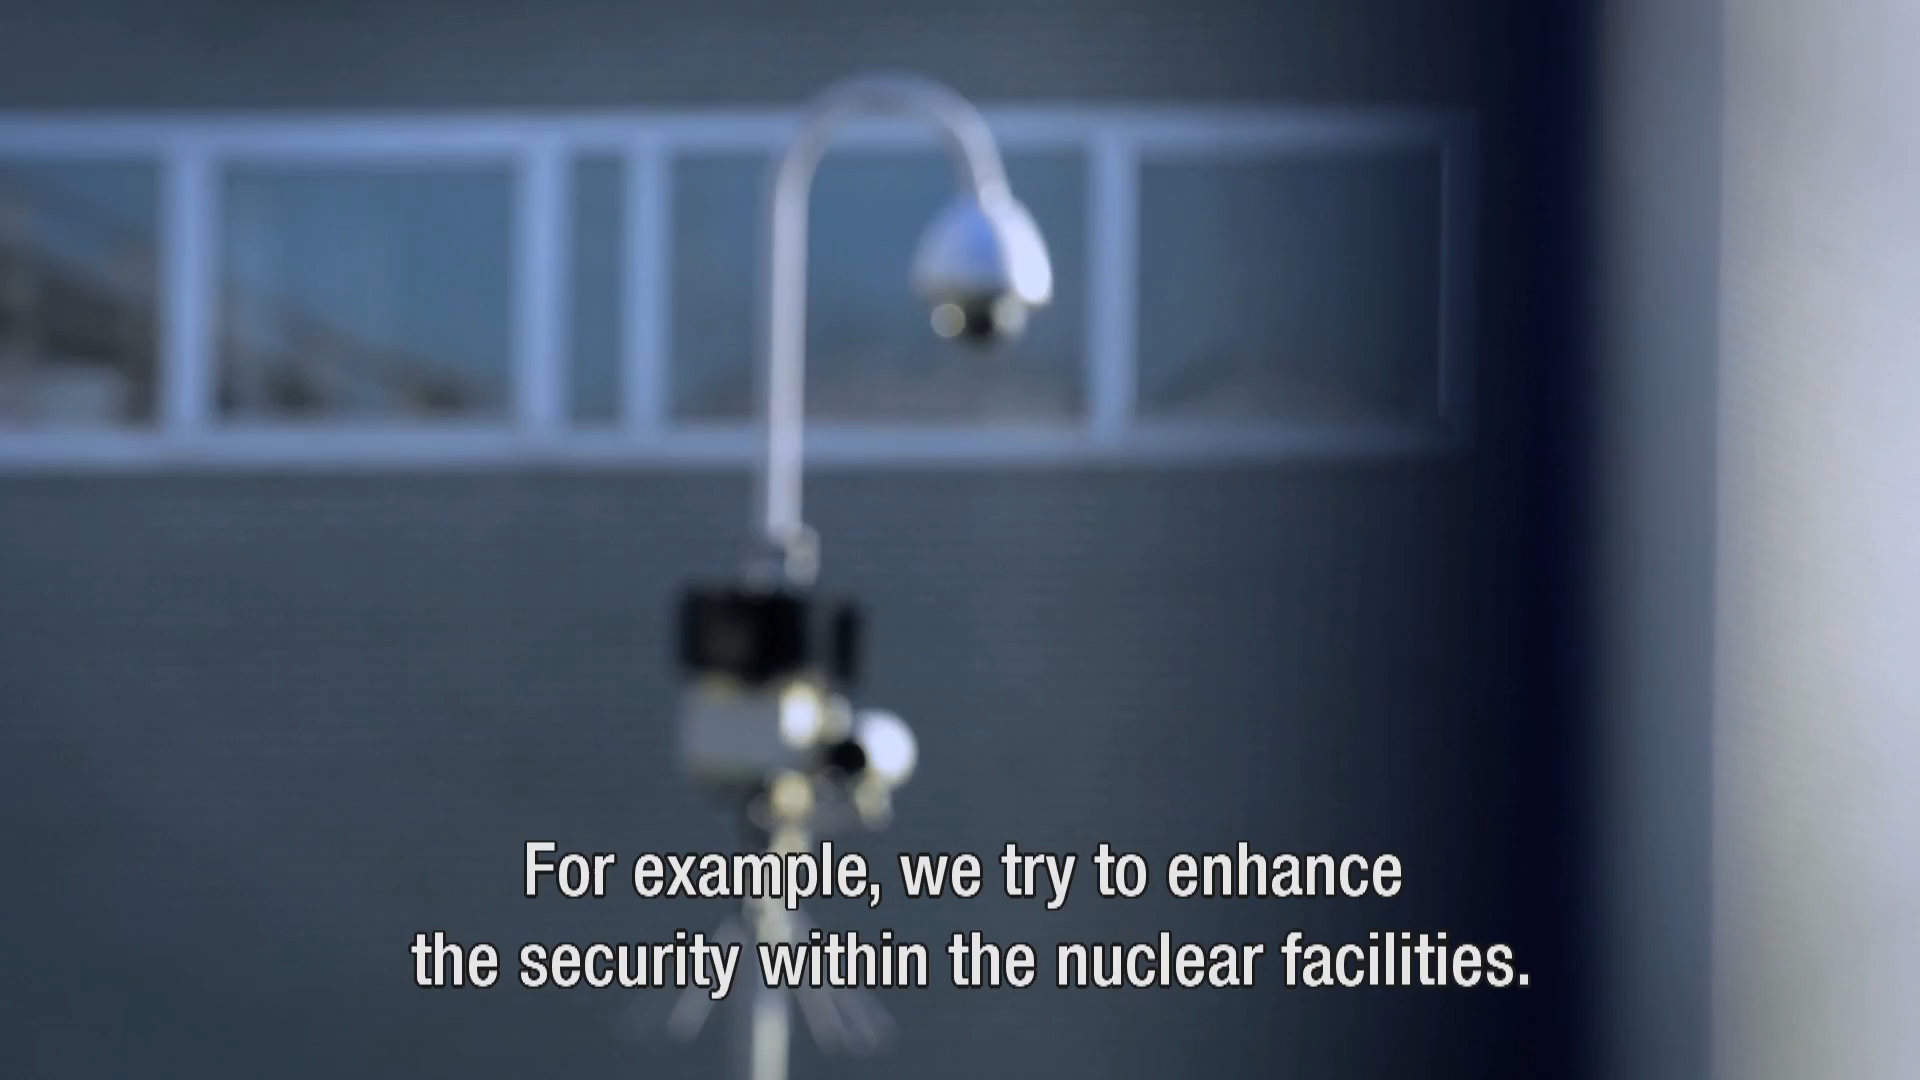 For example, we try to enhance
the security within the nuclear facilities.